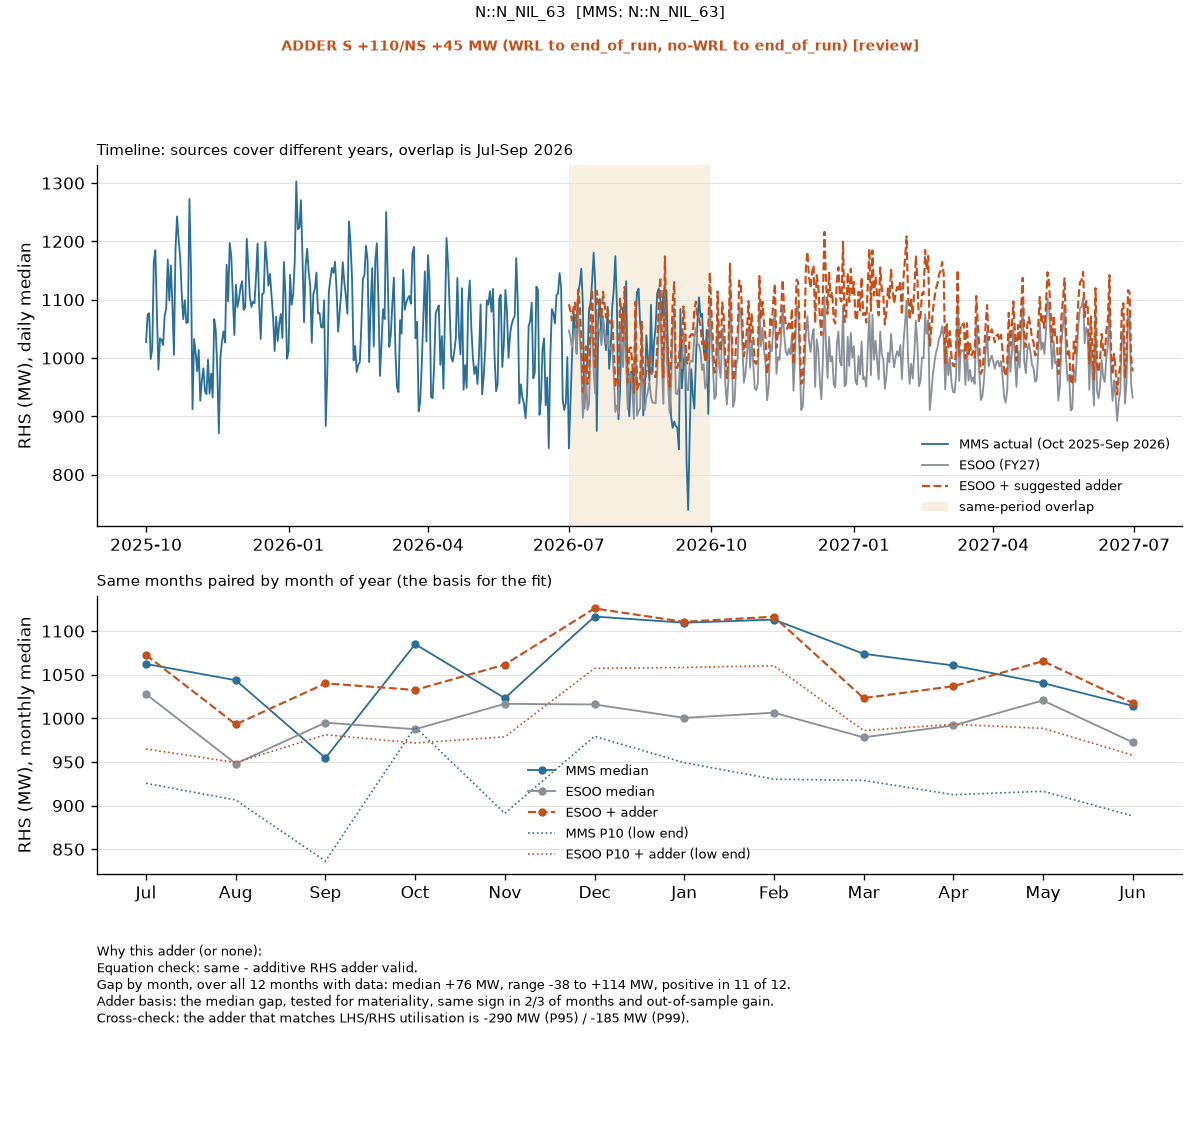 N::N_NIL_63  [MMS: N::N_NIL_63]
ADDER S +110/NS +45 MW (WRL to end_of_run, no-WRL to end_of_run) [review]
Timeline: sources cover different years, overlap is Jul-Sep 2026
RHS (MW), daily median
1300
1200
1100
1000
900
800
MMS actual (Oct 2025-Sep 2026)
ESOO (FY27)
ESOO + suggested adder
same-period overlap
2025-10
2026-01
2026-04
2026-07
2026-10
2027-01
2027-04
2027-07
Same months paired by month of year (the basis for the fit)
RHS (MW), monthly median
1100
1050
1000
950
900
850
MMS median
ESOO median
ESOO + adder
MMS P10 (low end)
ESOO P10 + adder (low end)
Jul
Aug
Sep
Oct
Nov
Dec
Jan
Feb
Mar
Apr
May
Jun
Why this adder (or none):
Equation check: same - additive RHS adder valid.
Gap by month, over all 12 months with data: median +76 MW, range -38 to +114 MW, positive in 11 of 12.
Adder basis: the median gap, tested for materiality, same sign in 2/3 of months and out-of-sample gain.
Cross-check: the adder that matches LHS/RHS utilisation is -290 MW (P95) / -185 MW (P99).